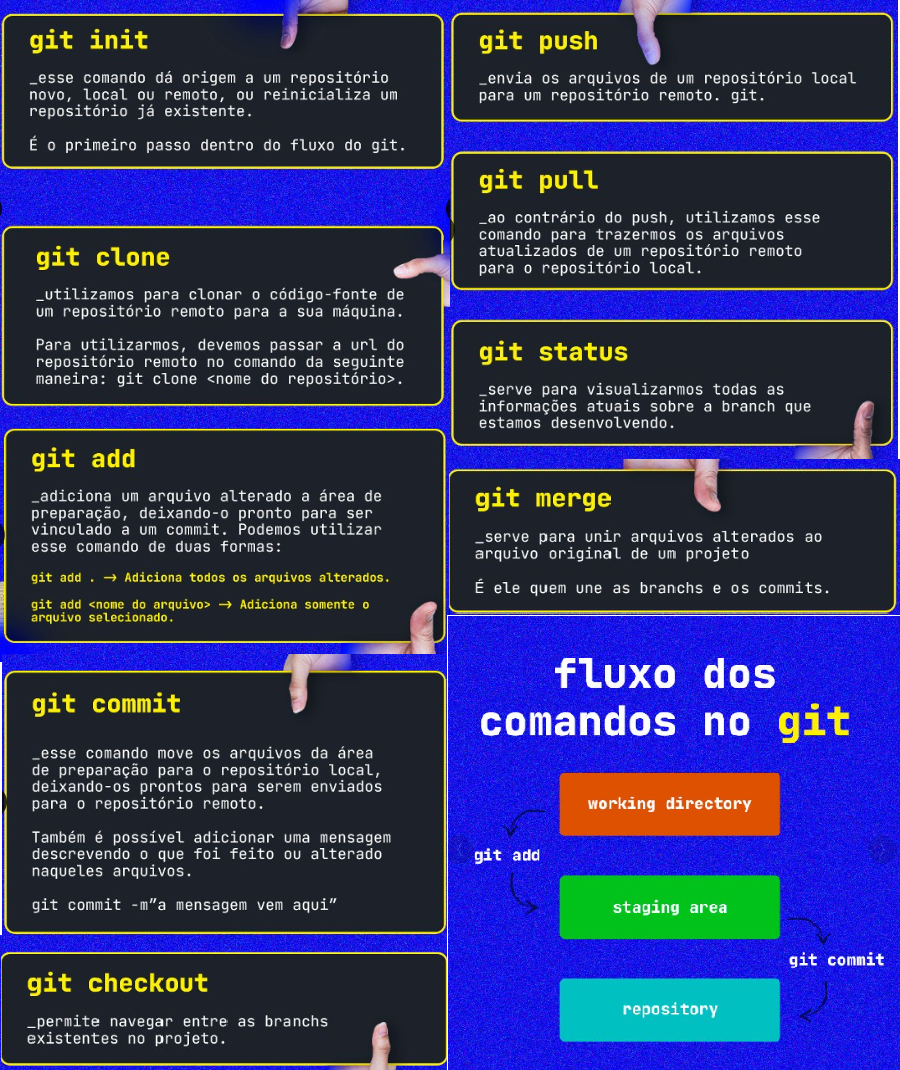 git init
_esse comando dá origem a um repositório
novo, local ou remoto, ou reinicializa um
repositório já existente.
É o primeiro passo dentro do fluxo do git.
git clone
_utilizamos para clonar o código-fonte de
um repositório remoto para a sua máquina.
Para utilizarmos, devemos passar a url do
repositório remoto no comando da seguinte
maneira: git clone <nome do repositório>.
git add
_adiciona um arquivo alterado a área de
preparação, deixando-o pronto para ser
vinculado a um commit. Podemos utilizar
esse comando de duas formas:
git add . → Adiciona todos os arquivos alterados.
git add <nome do arquivo> → Adiciona somente o
arquivo selecionado.
git commit
_esse comando move os arquivos da área
de preparação para o repositório local,
deixando-os prontos para serem enviados
para o repositório remoto.
Também é possível adicionar uma mensagem
descrevendo o que foi feito ou alterado
naqueles arquivos.
git commit -m”a mensagem vem aqui”
git checkout
_permite navegar entre as branchs
existentes no projeto.
git push
_envia os arquivos de um repositório local
para um repositório remoto. git.
git pull
_ao contrário do push, utilizamos esse
comando para trazermos os arquivos
atualizados de um repositório remoto
para o repositório local.
git status
_serve para visualizarmos todas as
informações atuais sobre a branch que
estamos desenvolvendo.
git merge
_serve para unir arquivos alterados ao
arquivo original de um projeto
É ele quem une as branchs e os commits.
fluxo dos
comandos no git
working directory
git add
staging area
git commit
repository